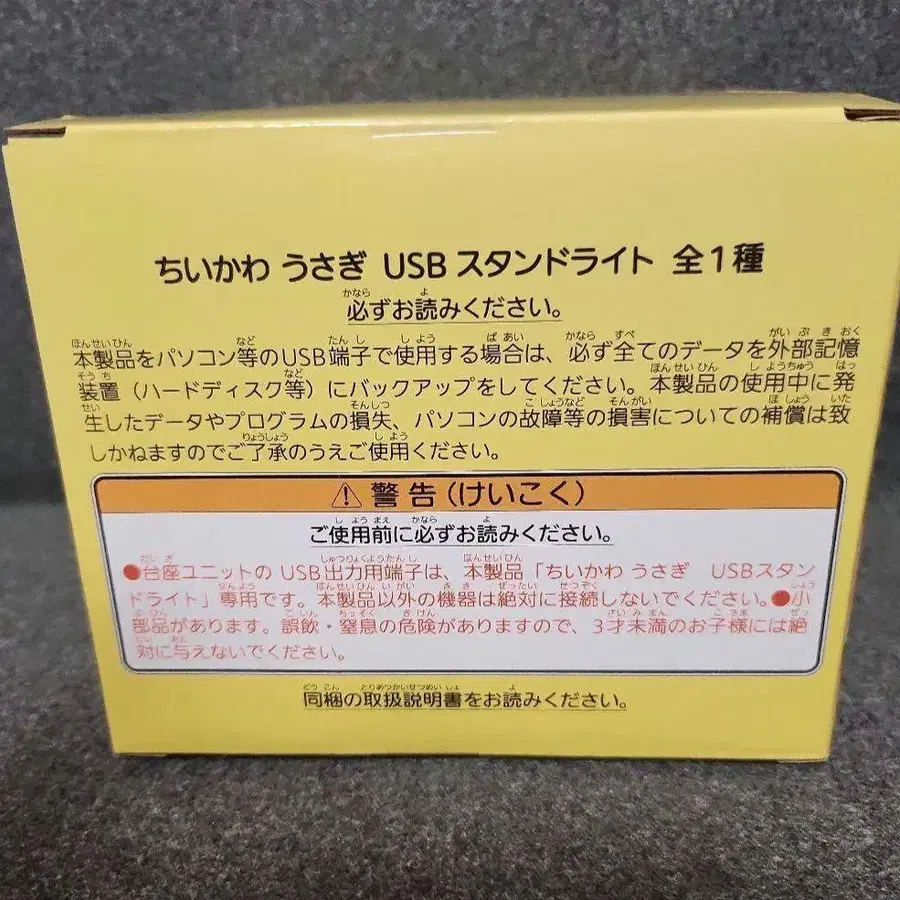 ちいかわ うさぎ USB スタンドライト 全1種
必ずお読みください。
本製品をパソコン等のUSB端子で使用する場合は、必ず全てのデータを外部記憶
装置（ハードディスク等）にバックアップをしてください。本製品の使用中に発
生したデータやプログラムの損失、パソコンの故障等の損害についての補償は致
しかねますのでご了承のうえご使用ください。
⚠ 警告(けいこく)
ご使用前に必ずお読みください。
●台座ユニットの USB出力用端子は、本製品「ちいかわ うさぎ USBスタン
ドライト」専用です。本製品以外の機器は絶対に接続しないでください。●小
部品があります。誤飲・窒息の危険がありますので、3才未満のお子様には絶
対に与えないでください。
同梱の取扱説明書をお読みください。